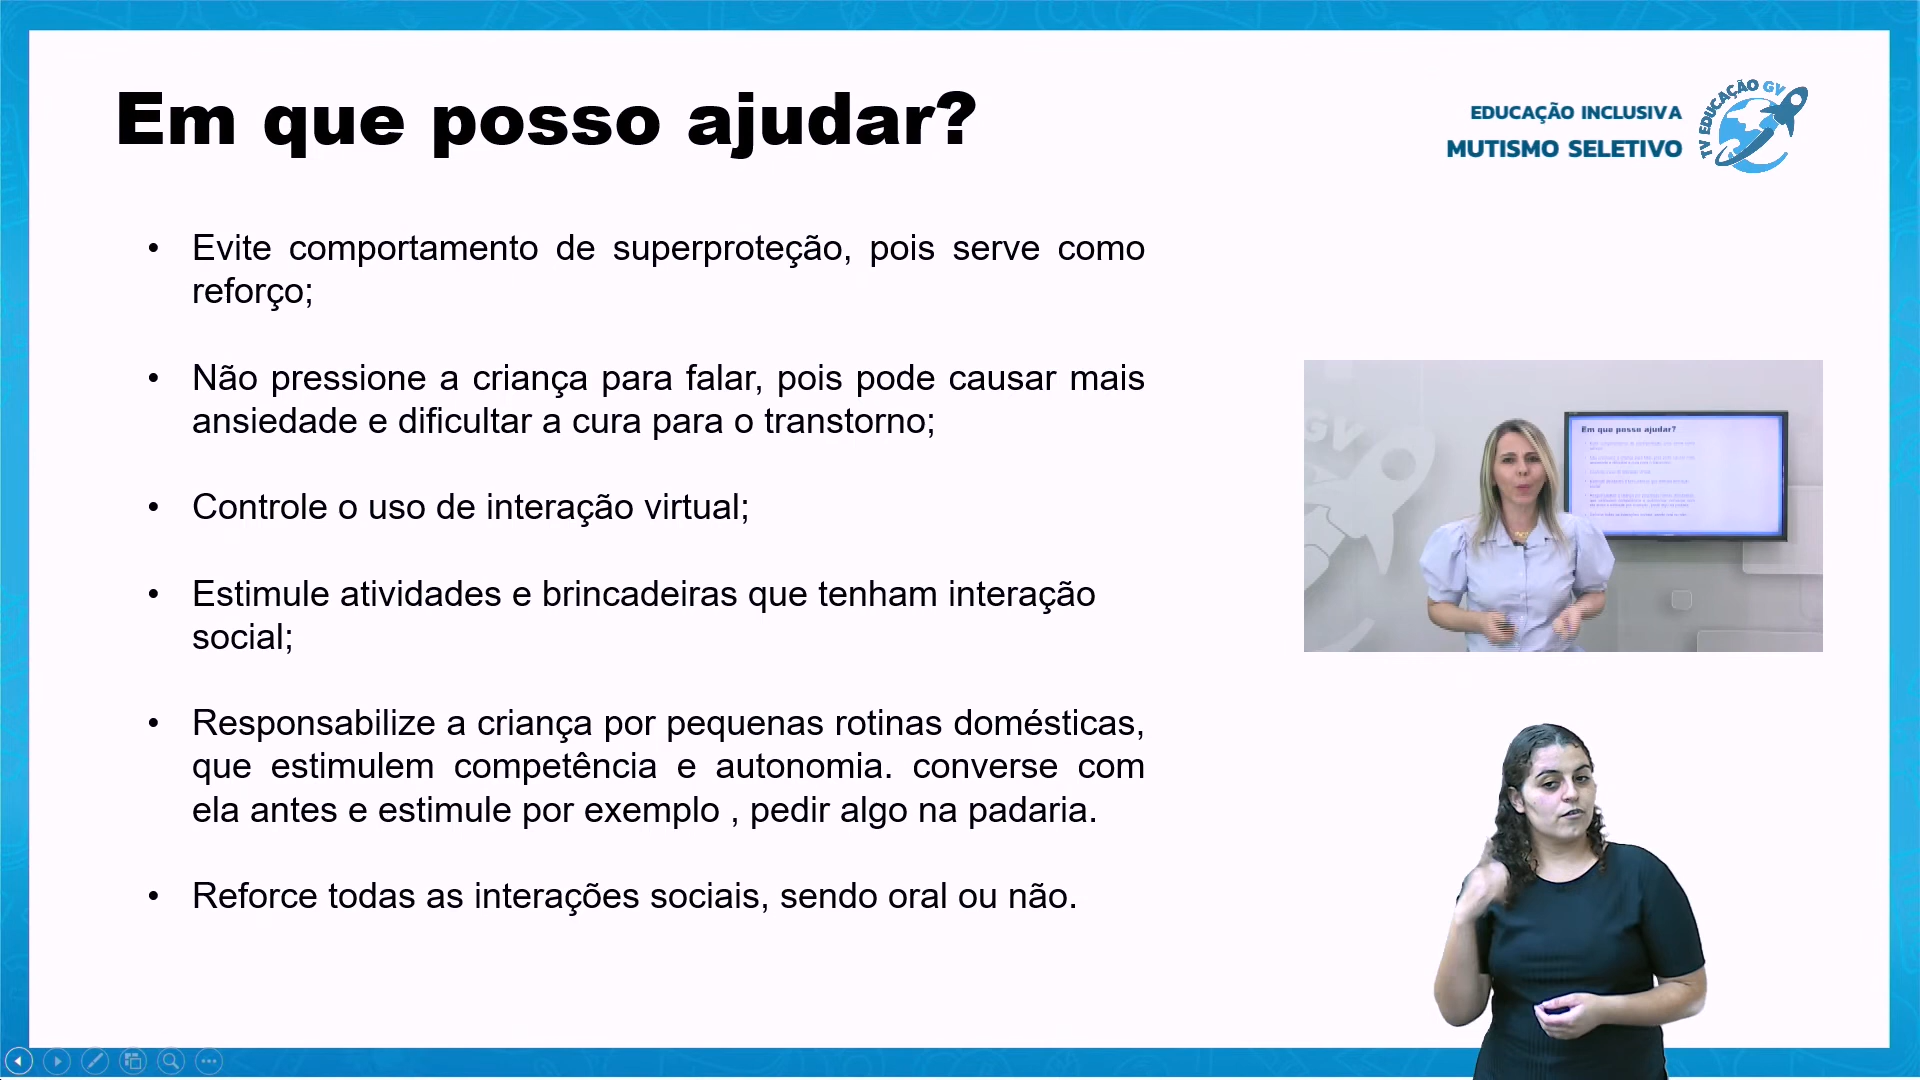 Em que posso ajudar?
EDUCAÇÃO INCLUSIVA
MUTISMO SELETIVO
TV EDUCAÇÃO GV
• Evite comportamento de superproteção, pois serve como
reforço;
• Não pressione a criança para falar, pois pode causar mais
ansiedade e dificultar a cura para o transtorno;
• Controle o uso de interação virtual;
• Estimule atividades e brincadeiras que tenham interação
social;
• Responsabilize a criança por pequenas rotinas domésticas,
que estimulem competência e autonomia. converse com
ela antes e estimule por exemplo , pedir algo na padaria.
• Reforce todas as interações sociais, sendo oral ou não.
GV
Em que posso ajudar?